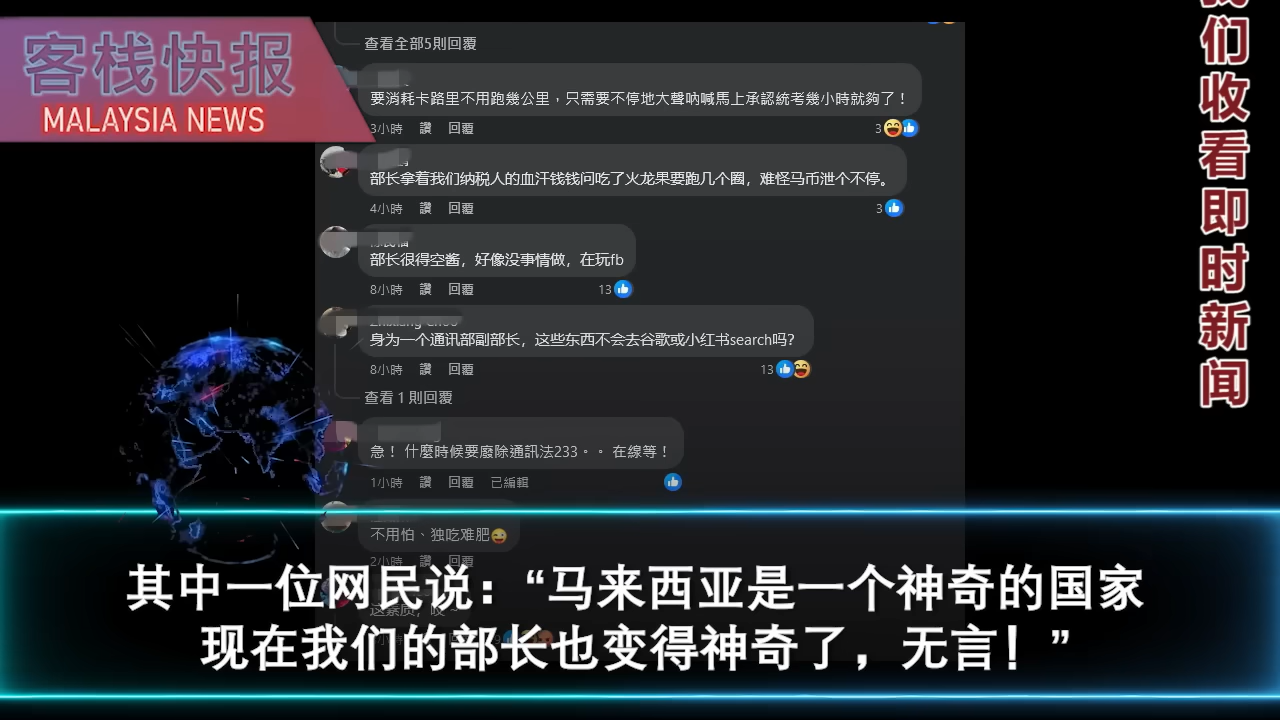 客栈快报
MALAYSIA NEWS
们收看即时新闻
查看全部5則回覆
要消耗卡路里不用跑幾公里，只需要不停地大聲吶喊馬上承認統考幾小時就夠了！
3小時 讚 回覆 3
部长拿着我们纳税人的血汗钱钱问吃了火龙果要跑几个圈，难怪马币泄个不停。
4小時 讚 回覆 3
部长很得空酱，好像没事情做，在玩fb
8小時 讚 回覆 13
身为一个通讯部副部长，这些东西不会去谷歌或小红书search吗?
8小時 讚 回覆 13
查看 1 則回覆
急！ 什麼時候要廢除通訊法233。。 在線等！
1小時 讚 回覆 已編輯
不用怕、独吃难肥
2小時 讚 回覆
其中一位网民说：“马来西亚是一个神奇的国家
现在我们的部长也变得神奇了，无言！”